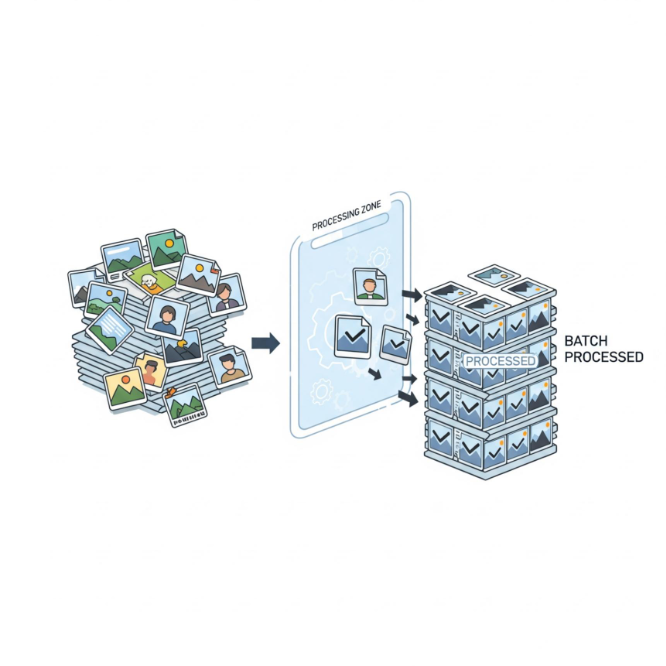 PROCESSING ZONE
PROCESSED
BATCH
PROCESSED